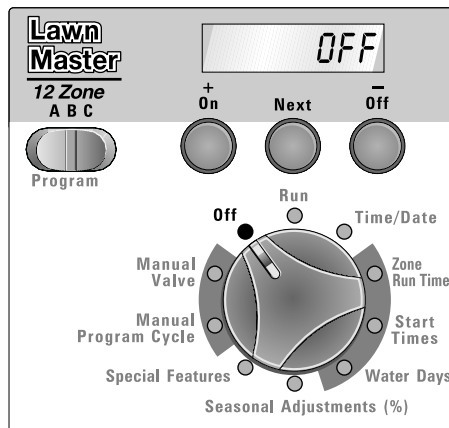 Lawn
Master
12 Zone
A B C
Program
OFF
+
On
Next
−
Off
Run
Off
Time/Date
Manual
Valve
Zone
Run Time
Manual
Program Cycle
Start
Times
Special Features
Water Days
Seasonal Adjustments (%)